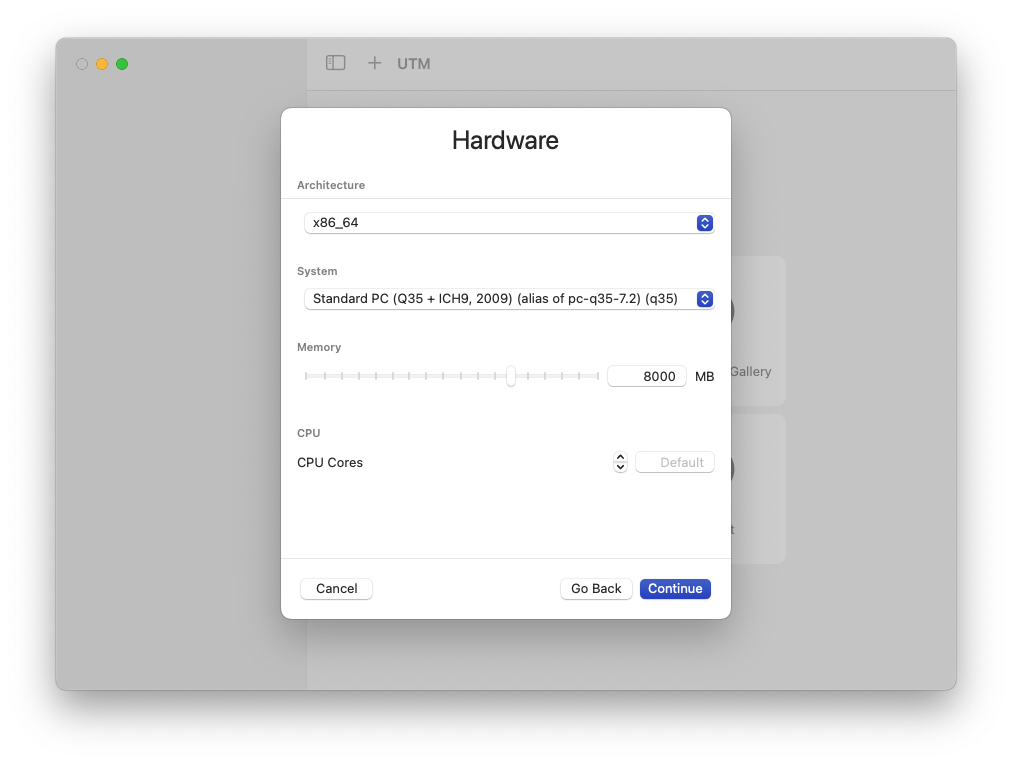 UTM
Hardware
Architecture
x86_64
System
Standard PC (Q35 + ICH9, 2009) (alias of pc-q35-7.2) (q35)
Memory
8000 MB
Gallery
CPU
CPU Cores
Default
Cancel
Go Back
Continue